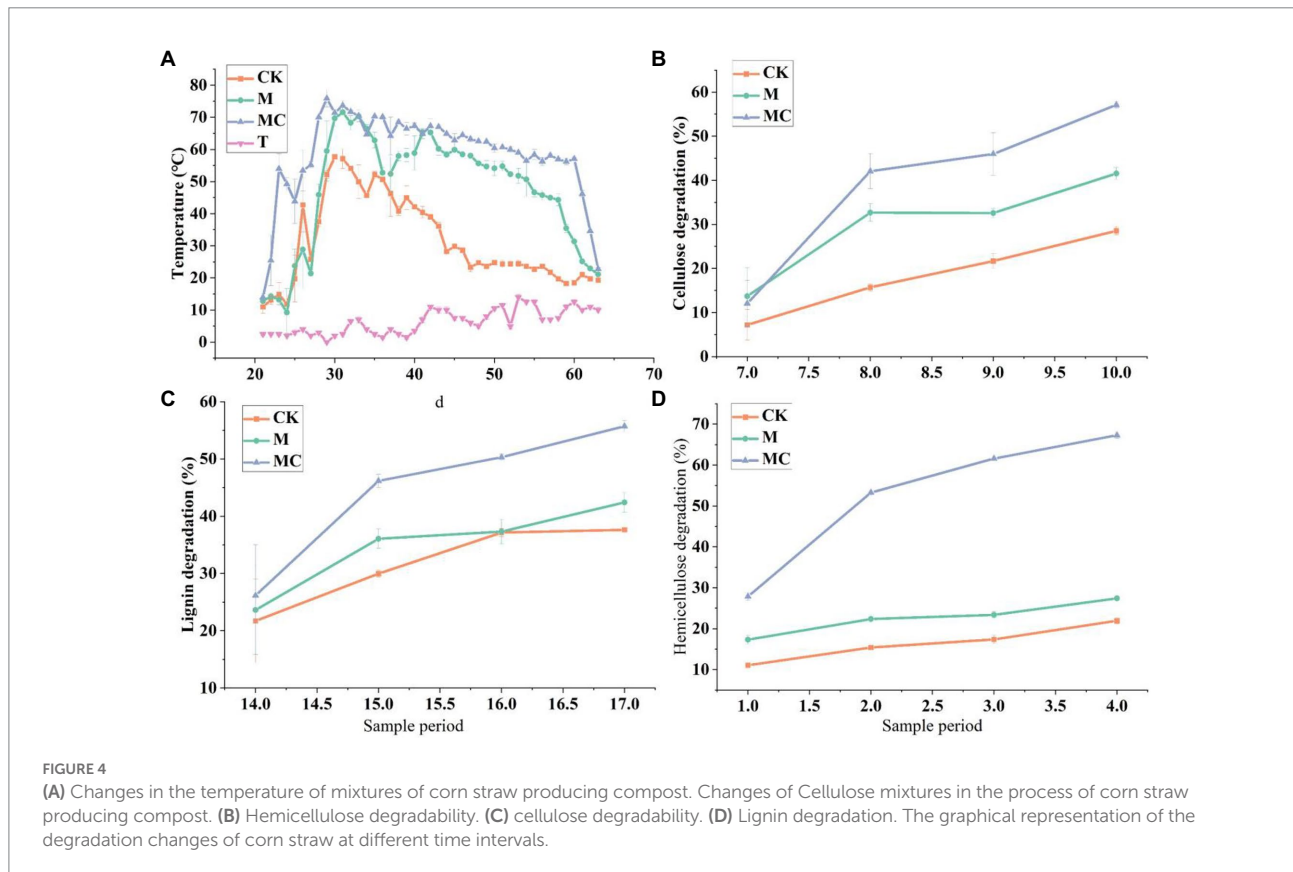 A
CK
M
MC
T
Temperature (°C)
80
70
60
50
40
30
20
10
0
20 30 40 50 60 70
d
B
CK
M
MC
Cellulose degradation (%)
60
50
40
30
20
10
0
7.0 7.5 8.0 8.5 9.0 9.5 10.0
C
CK
M
MC
Lignin degradation (%)
60
50
40
30
20
10
14.0 14.5 15.0 15.5 16.0 16.5 17.0
Sample period
D
CK
M
MC
Hemicellulose degradation (%)
70
60
50
40
30
20
10
1.0 1.5 2.0 2.5 3.0 3.5 4.0
Sample period
FIGURE 4
(A) Changes in the temperature of mixtures of corn straw producing compost. Changes of Cellulose mixtures in the process of corn straw
producing compost. (B) Hemicellulose degradability. (C) cellulose degradability. (D) Lignin degradation. The graphical representation of the
degradation changes of corn straw at different time intervals.